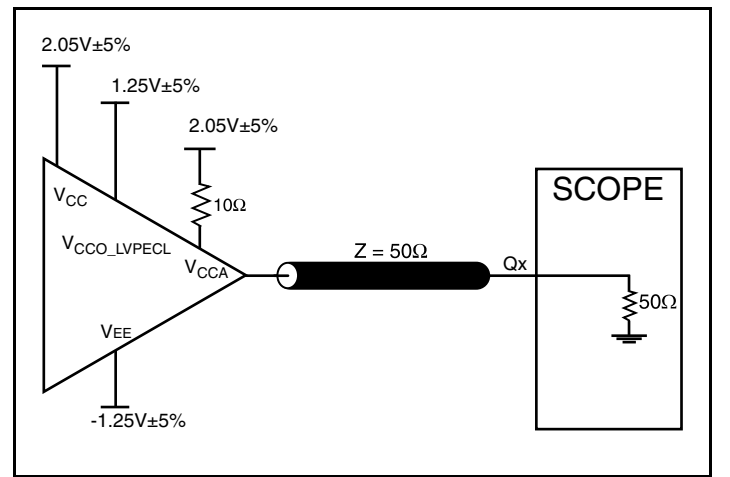 2.05V±5%
1.25V±5%
2.05V±5%
10Ω
VCC
VCCO_LVPECL
VCCA
VEE
-1.25V±5%
Z = 50Ω
Qx
SCOPE
50Ω